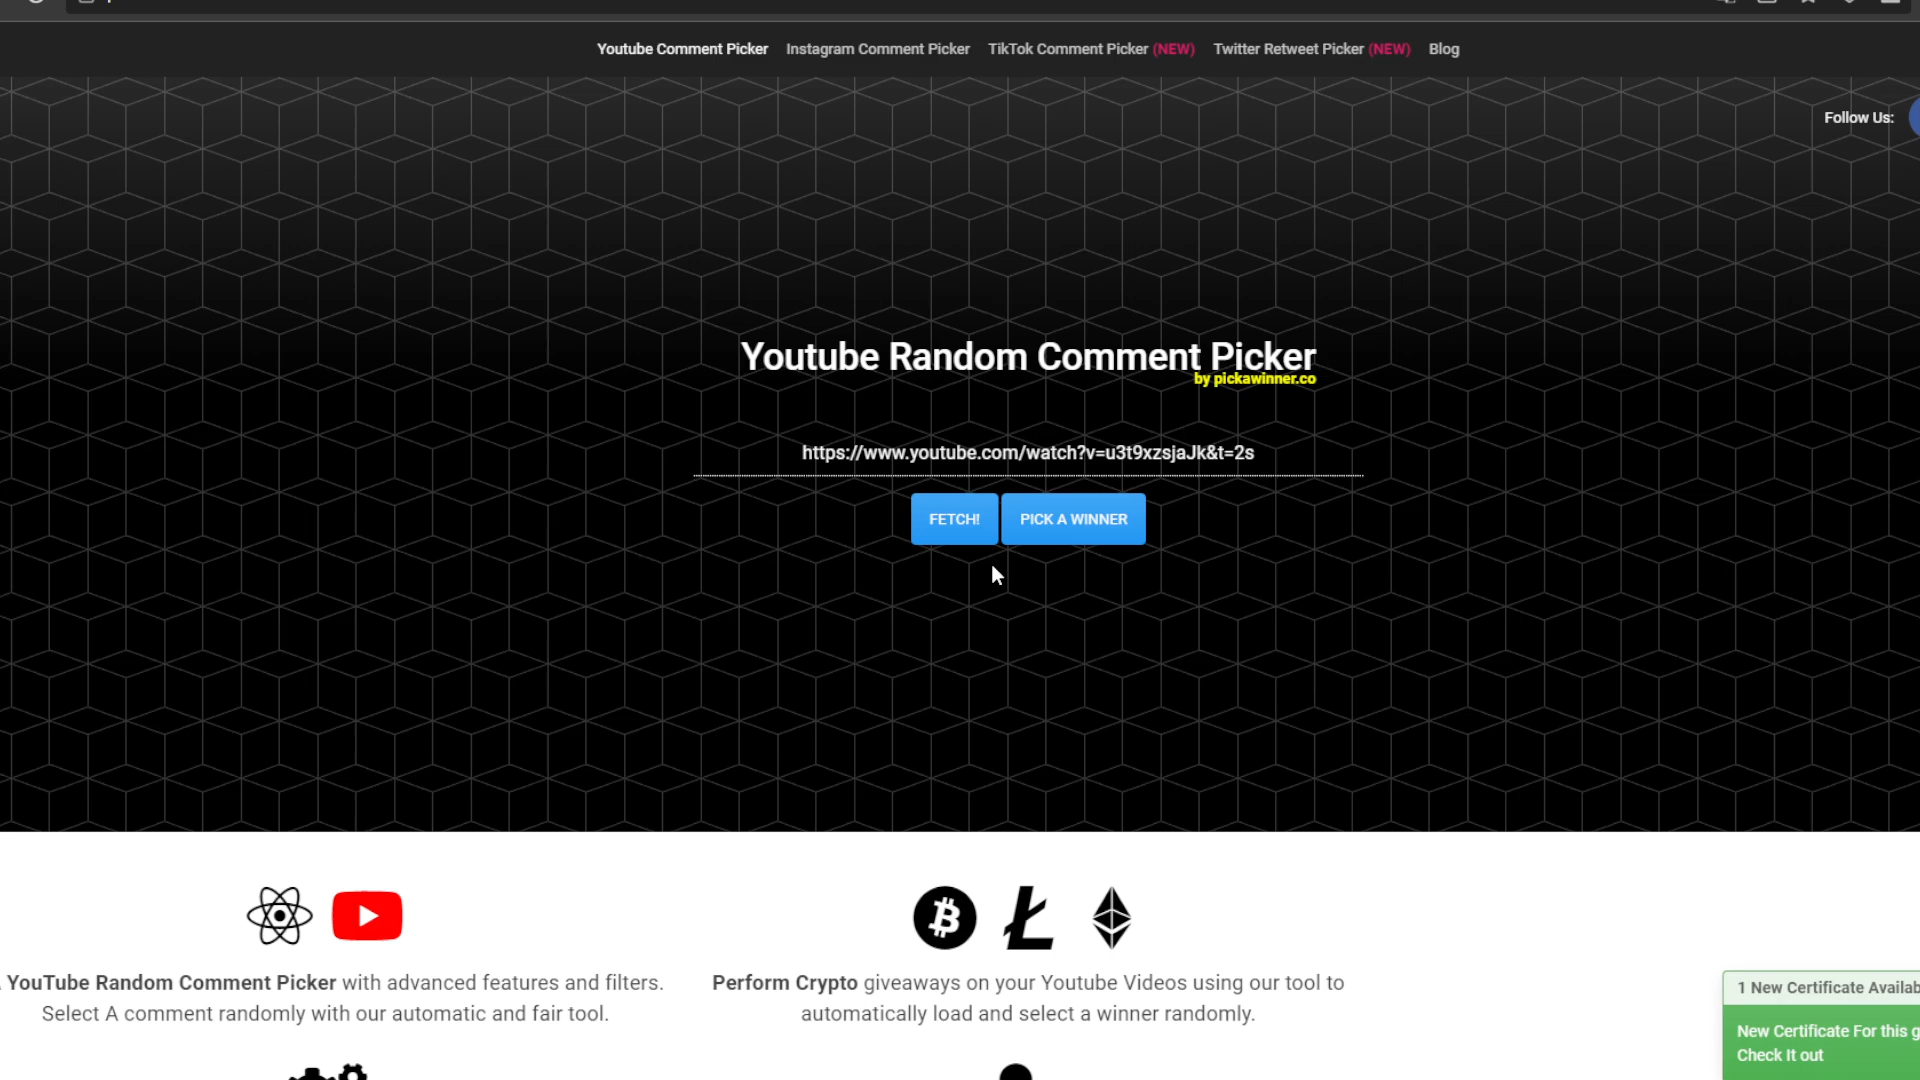 Youtube Comment Picker Instagram Comment Picker TikTok Comment Picker (NEW) Twitter Retweet Picker (NEW) Blog
Follow Us:
Youtube Random Comment Picker
by pickawinner.co
https://www.youtube.com/watch?v=u3t9xzsjaJk&t=2s
FETCH! PICK A WINNER
YouTube Random Comment Picker with advanced features and filters.
Select A comment randomly with our automatic and fair tool.
Perform Crypto giveaways on your Youtube Videos using our tool to
automatically load and select a winner randomly.
1 New Certificate Availab
New Certificate For this g
Check It out